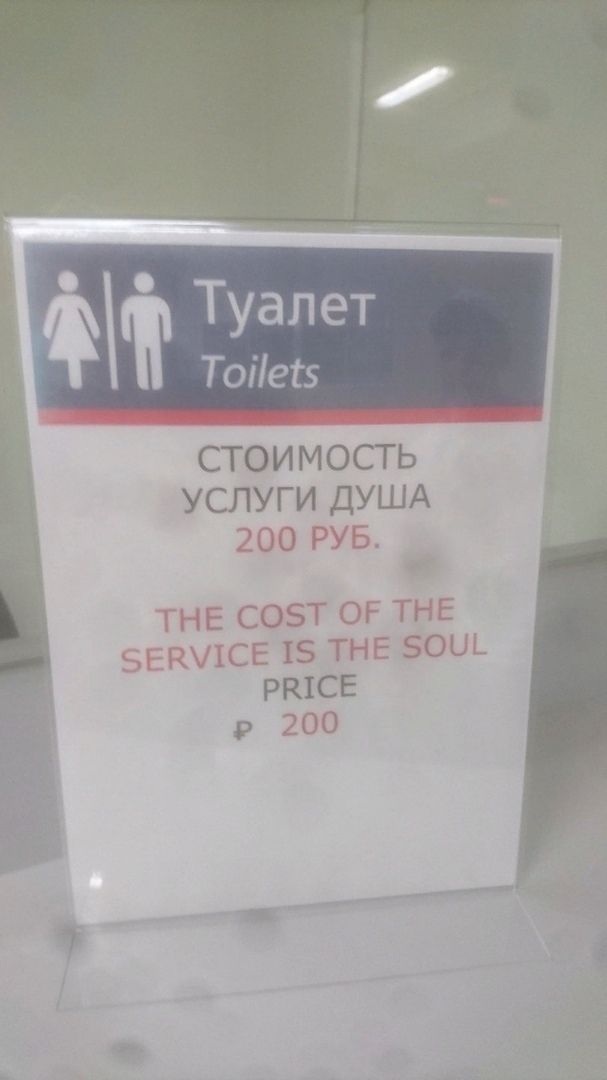 Туалет
Toilets
СТОИМОСТЬ
УСЛУГИ ДУША
200 РУБ.
THE COST OF THE
SERVICE IS THE SOUL
PRICE
₽ 200